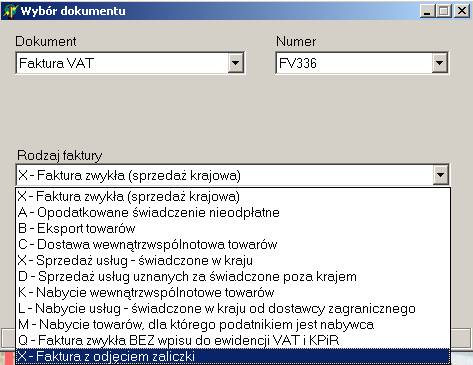 Wybór dokumentu
Dokument Numer
Faktura VAT FV336
Rodzaj faktury
X - Faktura zwykła (sprzedaż krajowa)
X - Faktura zwykła (sprzedaż krajowa)
A - Opodatkowane świadczenie nieodpłatne
B - Eksport towarów
C - Dostawa wewnątrzwspólnotowa towarów
X - Sprzedaż usług - świadczone w kraju
D - Sprzedaż usług uznanych za świadczone poza krajem
K - Nabycie wewnątrzwspólnotowe towarów
L - Nabycie usług - świadczone w kraju od dostawcy zagranicznego
M - Nabycie towarów, dla którego podatnikiem jest nabywca
Q - Faktura zwykła BEZ wpisu do ewidencji VAT i KPiR
X - Faktura z odjęciem zaliczki